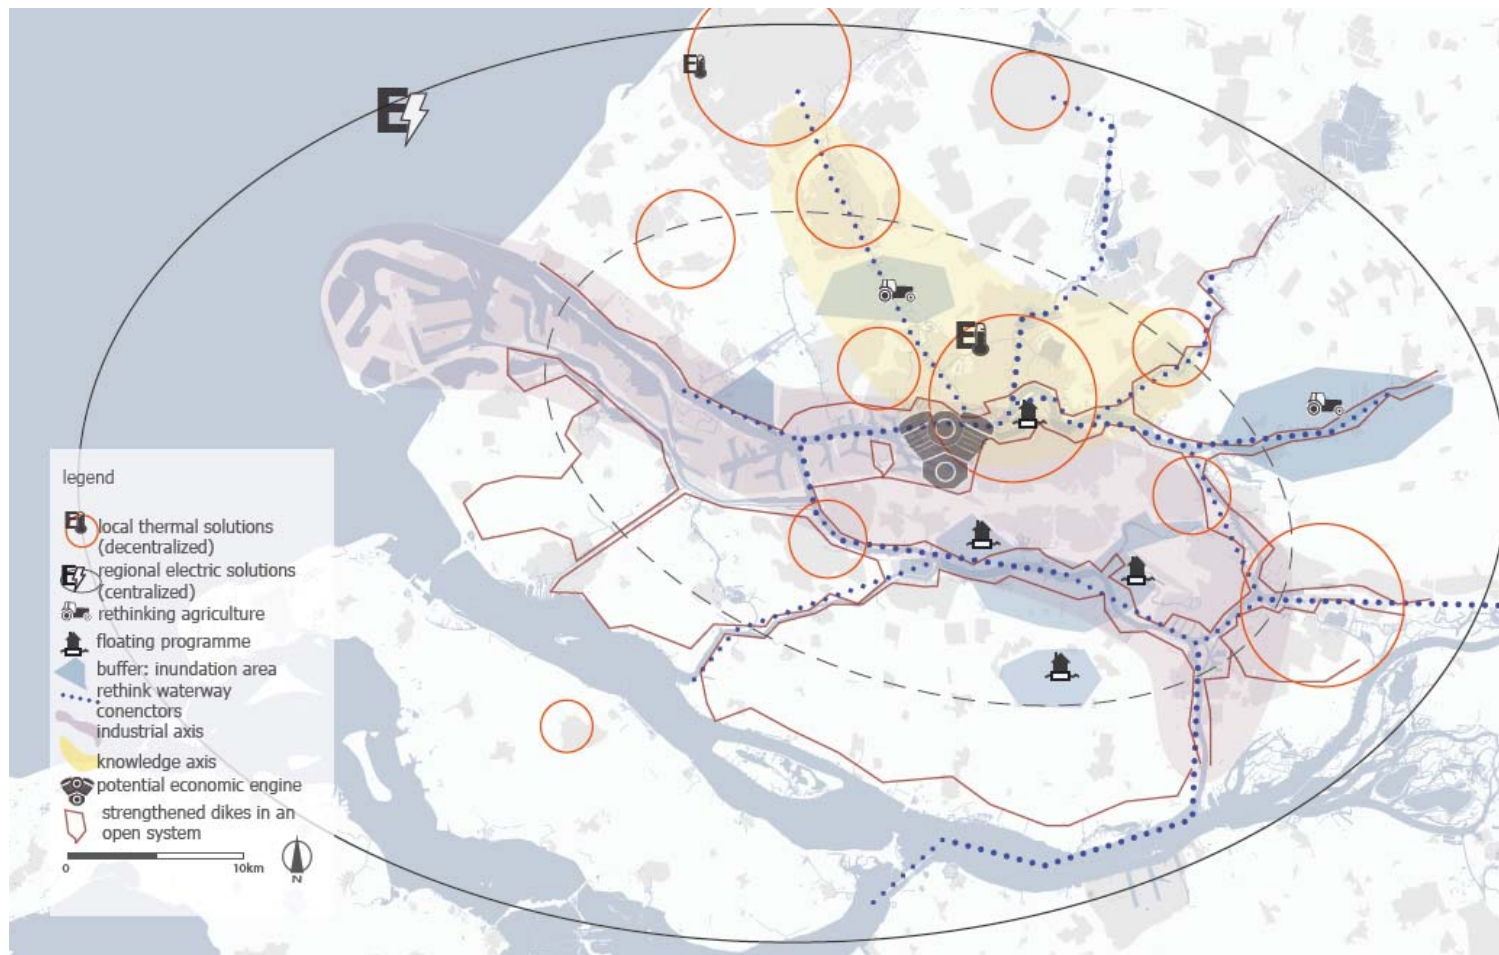 E
E
E
legend
E
local thermal solutions
(decentralized)
E
regional electric solutions
(centralized)
rethinking agriculture
floating programme
buffer: inundation area
rethink waterway
conenctors
industrial axis
knowledge axis
potential economic engine
strengthened dikes in an
open system
0 10km
N